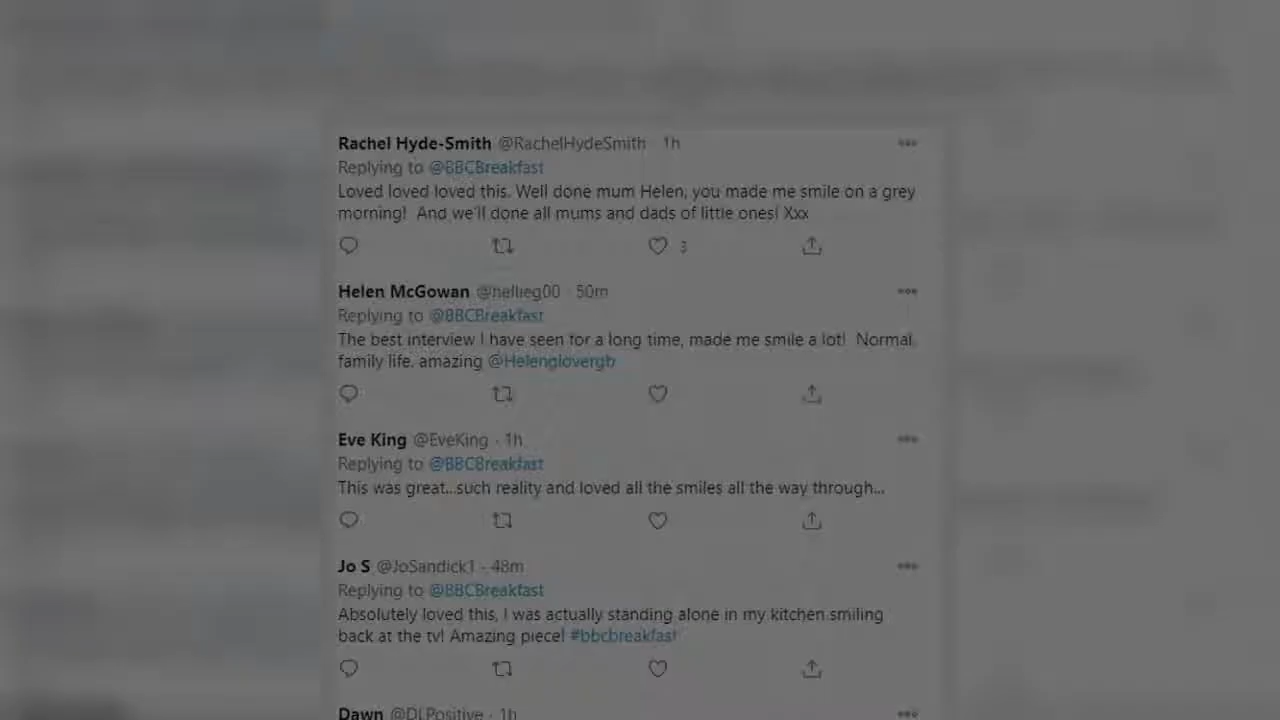 Rachel Hyde-Smith @RachelHydeSmith · 1h
Replying to @BBCBreakfast
Loved loved loved this. Well done mum Helen, you made me smile on a grey
morning! And we'll done all mums and dads of little ones! Xxx
3
Helen McGowan @hellieg00 · 50m
Replying to @BBCBreakfast
The best interview I have seen for a long time, made me smile a lot! Normal
family life. amazing @Helenglovergb
Eve King @EveKing · 1h
Replying to @BBCBreakfast
This was great...such reality and loved all the smiles all the way through...
Jo S @JoSandick1 · 48m
Replying to @BBCBreakfast
Absolutely loved this, I was actually standing alone in my kitchen smiling
back at the tv! Amazing piece! #bbcbreakfast
Dawn @DLPositive · 1h